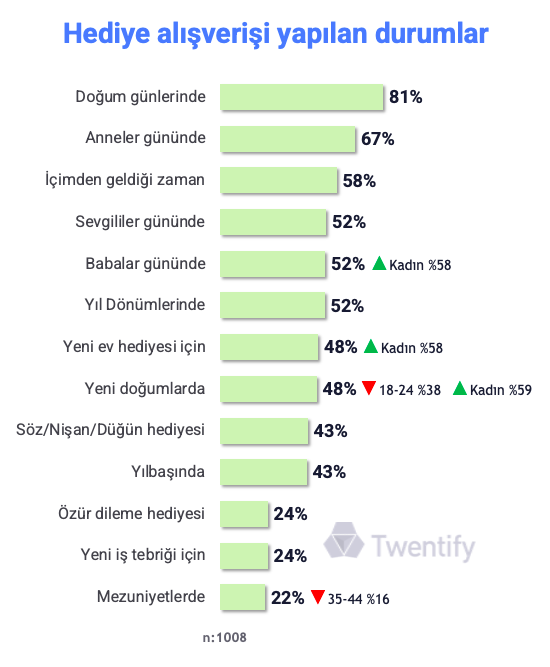 Hediye alışverişi yapılan durumlar
Doğum günlerinde 81%
Anneler gününde 67%
İçimden geldiği zaman 58%
Sevgililer gününde 52%
Babalar gününde 52% Kadın %58
Yıl Dönümlerinde 52%
Yeni ev hediyesi için 48% Kadın %58
Yeni doğumlarda 48% 18-24 %38 Kadın %59
Söz/Nişan/Düğün hediyesi 43%
Yılbaşında 43%
Özür dileme hediyesi 24%
Yeni iş tebriği için 24%
Twentify
Mezuniyetlerde 22% 35-44 %16
n:1008